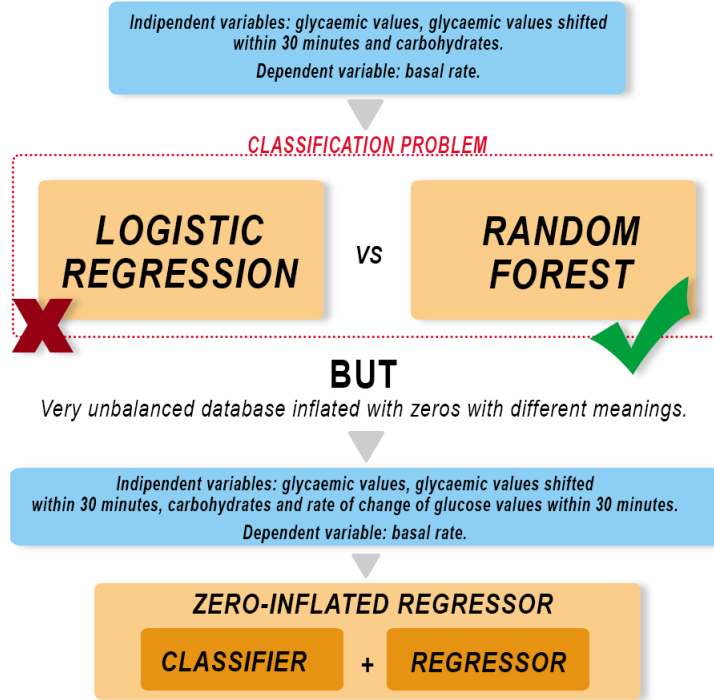 Indipendent variables: glycaemic values, glycaemic values shifted
within 30 minutes and carbohydrates.
Dependent variable: basal rate.
CLASSIFICATION PROBLEM
LOGISTIC
REGRESSION
VS
RANDOM
FOREST
BUT
Very unbalanced database inflated with zeros with different meanings.
Indipendent variables: glycaemic values, glycaemic values shifted
within 30 minutes, carbohydrates and rate of change of glucose values within 30 minutes.
Dependent variable: basal rate.
ZERO-INFLATED REGRESSOR
CLASSIFIER + REGRESSOR